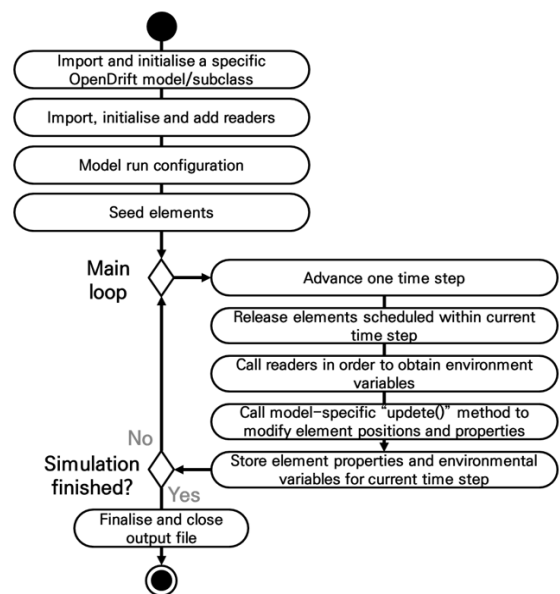 Import and initialise a specific
OpenDrift model/subclass
Import, initialise and add readers
Model run configuration
Seed elements
Main
loop
Advance one time step
Release elements scheduled within current
time step
Call readers in order to obtain environment
variables
Call model-specific "updete()" method to
modify element positions and properties
Store element properties and environmental
variables for current time step
No
Simulation
finished?
Yes
Finalise and close
output file